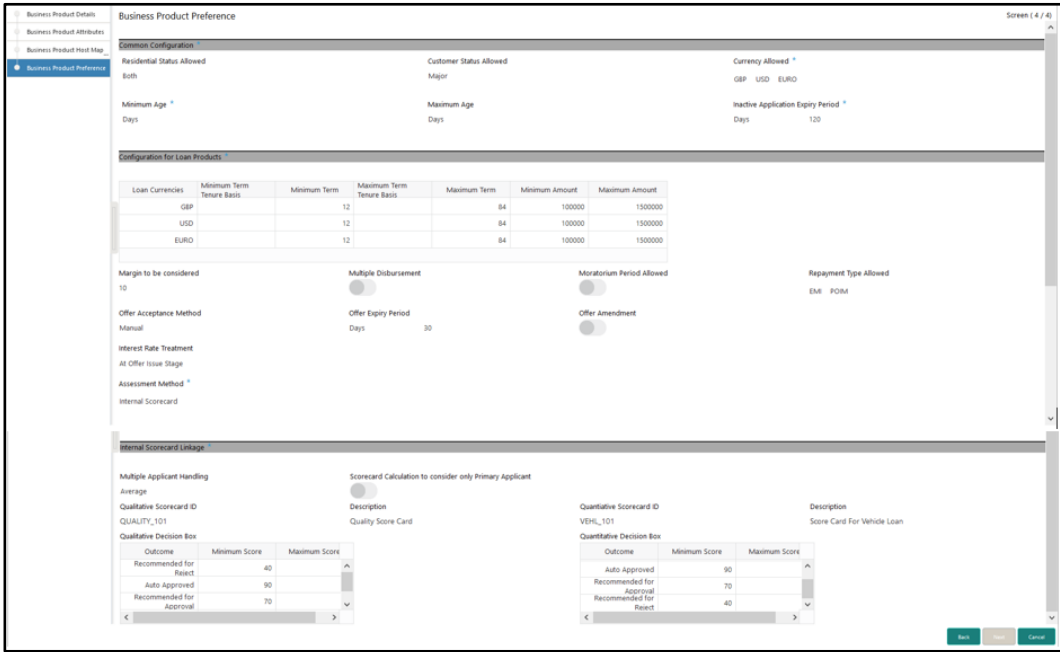 Business Product Details
Business Product Attributes
Business Product Host Map_
Business Product Preference
Business Product Preference
Screen ( 4 / 4)
Common Configuration *
Residential Status Allowed Customer Status Allowed Currency Allowed *
Both Major GBP USD EURO
Minimum Age * Maximum Age Inactive Application Expiry Period *
Days Days Days 120
Configuration for Loan Products *
Loan Currencies Minimum Term Tenure Basis Minimum Term Maximum Term Tenure Basis Maximum Term Minimum Amount Maximum Amount
GBP 12 84 100000 1500000
USD 12 84 100000 1500000
EURO 12 84 100000 1500000
Margin to be considered Multiple Disbursement Moratorium Period Allowed Repayment Type Allowed
10 EMI POIM
Offer Acceptance Method Offer Expiry Period Offer Amendment
Manual Days 30
Interest Rate Treatment
At Offer Issue Stage
Assessment Method *
Internal Scorecard
Internal Scorecard Linkage *
Multiple Applicant Handling Scorecard Calculation to consider only Primary Applicant
Average
Qualitative Scorecard ID Description Quantiative Scorecard ID Description
QUALITY_101 Quality Score Card VEHL_101 Score Card For Vehicle Loan
Qualitative Decision Box Quantitative Decision Box
Outcome Minimum Score Maximum Score Outcome Minimum Score Maximum Score
Recommended for Reject 40 Auto Approved 90
Auto Approved 90 Recommended for Approval 70
Recommended for Approval 70 Recommended for Reject 40
Back Next Cancel